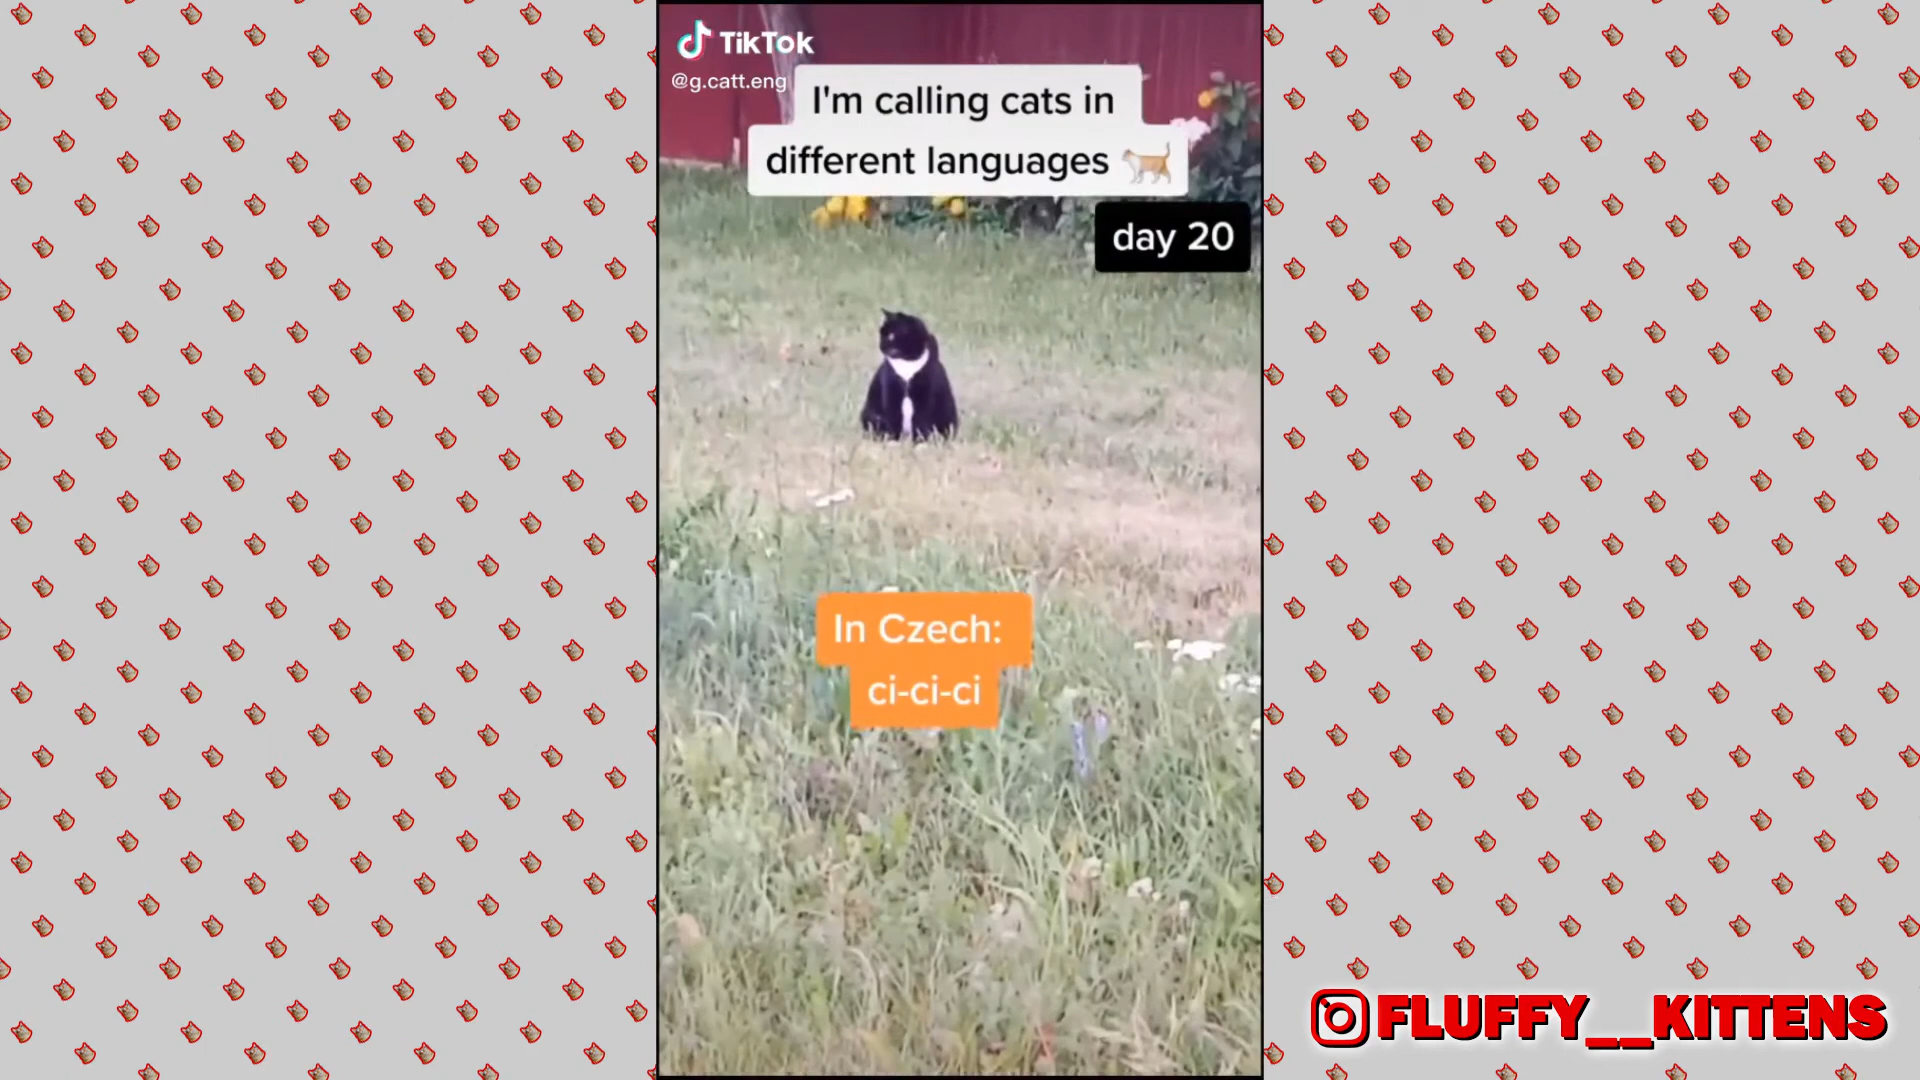 TikTok
@g.catt.eng
I'm calling cats in
different languages
day 20
In Czech:
ci-ci-ci
FLUFFY__KITTENS